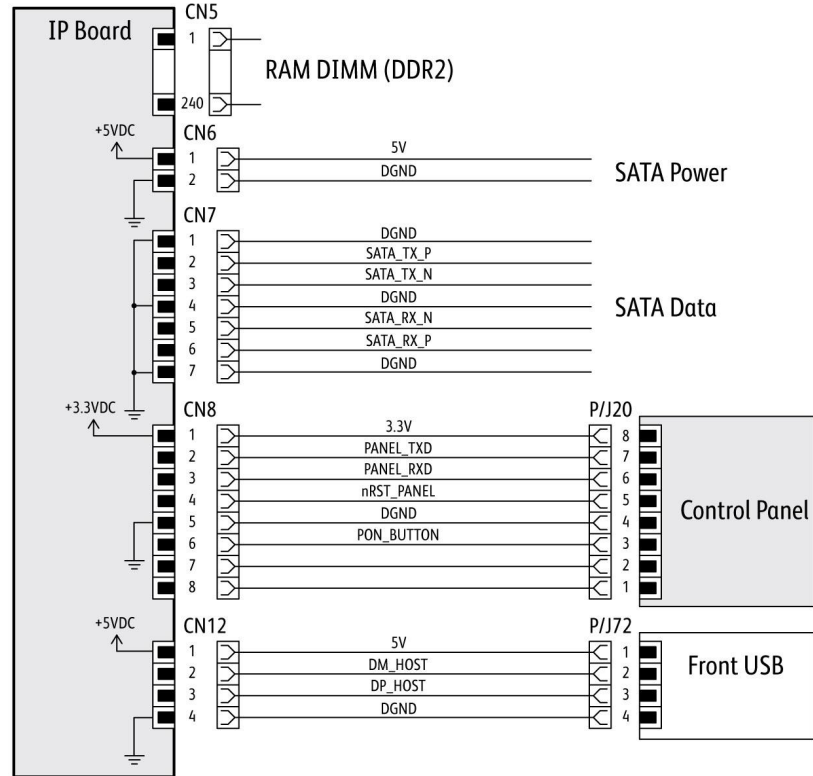 IP Board
CN5
1
RAM DIMM (DDR2)
240
CN6
+5VDC
1 5V
2 DGND
SATA Power
CN7
1 DGND
2 SATA_TX_P
3 SATA_TX_N
4 DGND
SATA Data
5 SATA_RX_N
6 SATA_RX_P
7 DGND
+3.3VDC
CN8 P/J20
1 3.3V 8
2 PANEL_TXD 7
3 PANEL_RXD 6
4 nRST_PANEL 5
Control Panel
5 DGND 4
6 PON_BUTTON 3
7 2
8 1
+5VDC
CN12 P/J72
1 5V 1
Front USB
2 DM_HOST 2
3 DP_HOST 3
4 DGND 4